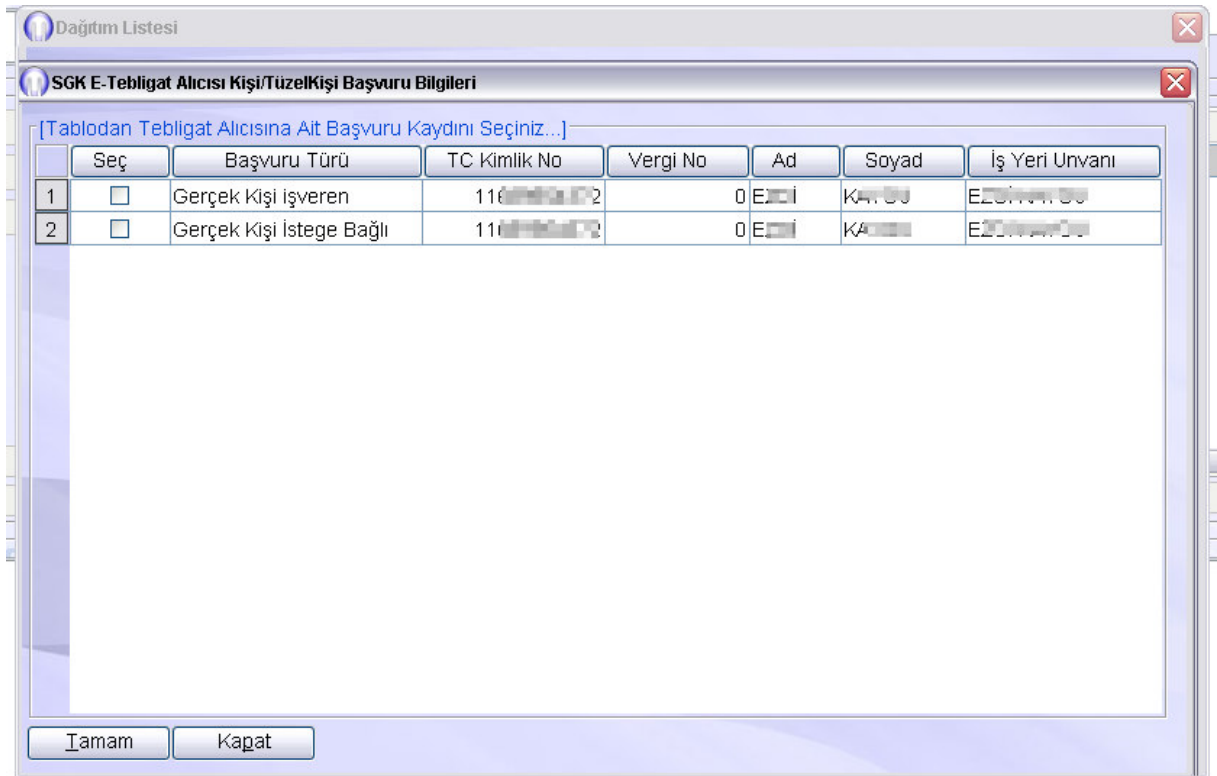 Dağıtım Listesi
SGK E-Tebligat Alıcısı Kişi/TüzelKişi Başvuru Bilgileri
[Tablodan Tebligat Alıcısına Ait Başvuru Kaydını Seçiniz...]
Seç Başvuru Türü TC Kimlik No Vergi No Ad Soyad İş Yeri Unvanı
1 Gerçek Kişi işveren 0
2 Gerçek Kişi İstege Bağlı 0
Tamam Kapat